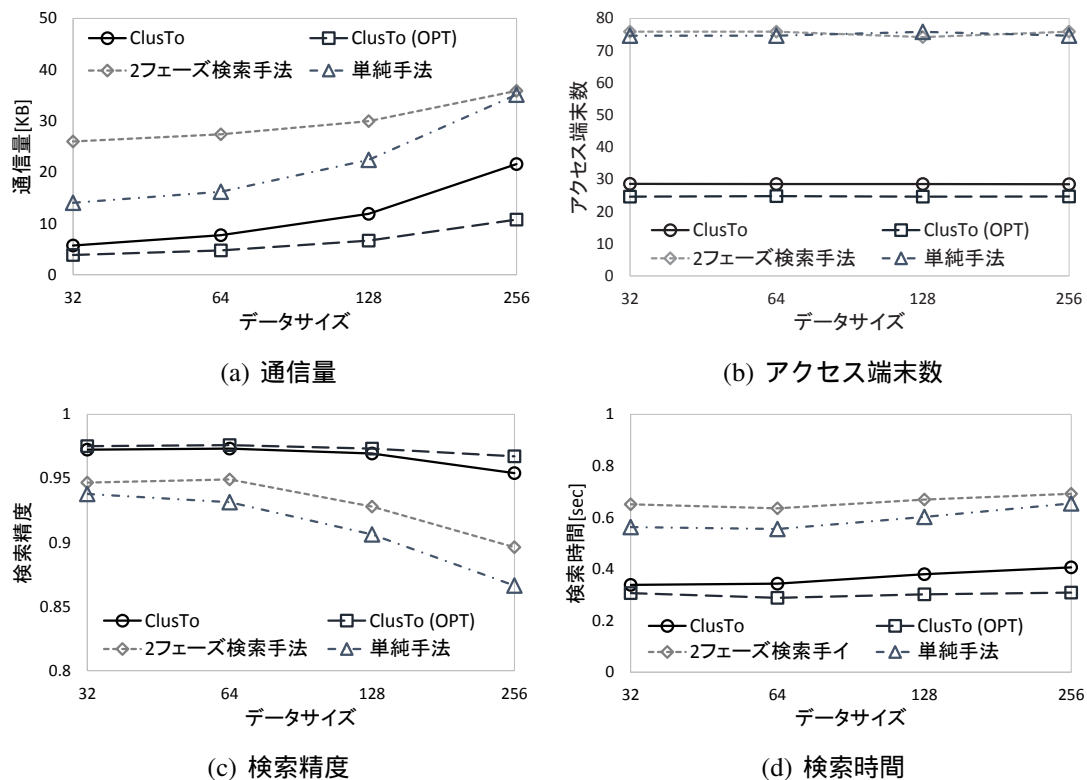 50
40
30
20
10
0
通信量[KB]
ClusTo
ClusTo (OPT)
2フェーズ検索手法
単純手法
32
64
128
256
データサイズ
(a) 通信量
80
70
60
50
40
30
20
10
0
アクセス端末数
ClusTo
ClusTo (OPT)
2フェーズ検索手法
単純手法
32
64
128
256
データサイズ
(b) アクセス端末数
1
0.95
0.9
0.85
0.8
検索精度
ClusTo
ClusTo (OPT)
2フェーズ検索手法
単純手法
32
64
128
256
データサイズ
(c) 検索精度
1
0.8
0.6
0.4
0.2
0
検索時間[sec]
ClusTo
ClusTo (OPT)
2フェーズ検索手イ
単純手法
32
64
128
256
データサイズ
(d) 検索時間